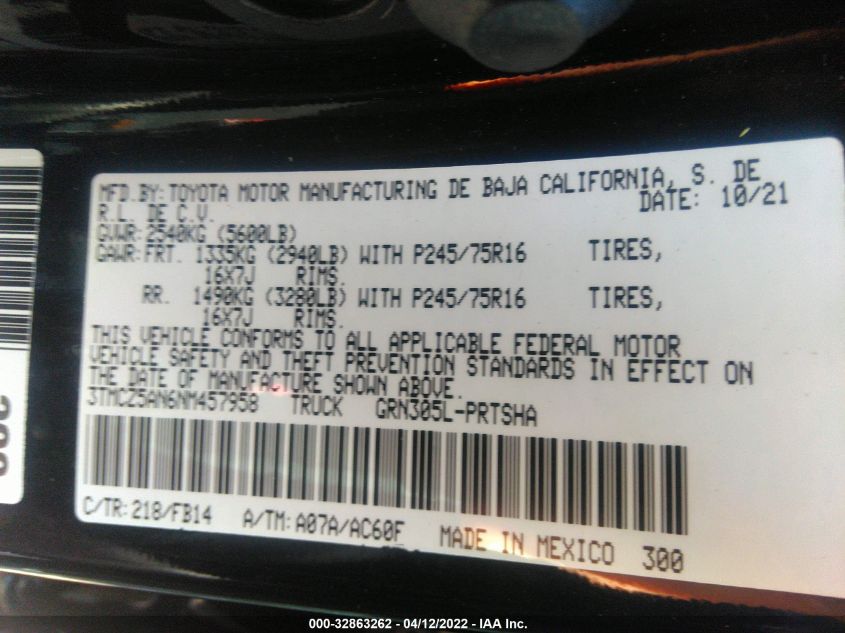 MFD.BY:TOYOTA MOTOR MANUFACTURING DE BAJA CALIFORNIA, S. DE
R.L. DE C.V. DATE: 10/21
GVWR:2540KG (5600LB)
GAWR:FRT. 1335KG (2940LB) WITH P245/75R16 TIRES,
16X7J RIMS.
RR. 1490KG (3280LB) WITH P245/75R16 TIRES,
16X7J RIMS.
THIS VEHICLE CONFORMS TO ALL APPLICABLE FEDERAL MOTOR
VEHICLE SAFETY AND THEFT PREVENTION STANDARDS IN EFFECT ON
THE DATE OF MANUFACTURE SHOWN ABOVE.
3TMCZ5AN6NM457958 TRUCK GRN305L-PRTSHA
C/TR:218/FB14 A/TM:A07A/AC60F MADE IN MEXICO 300
000-32863262 - 04/12/2022 - IAA Inc.